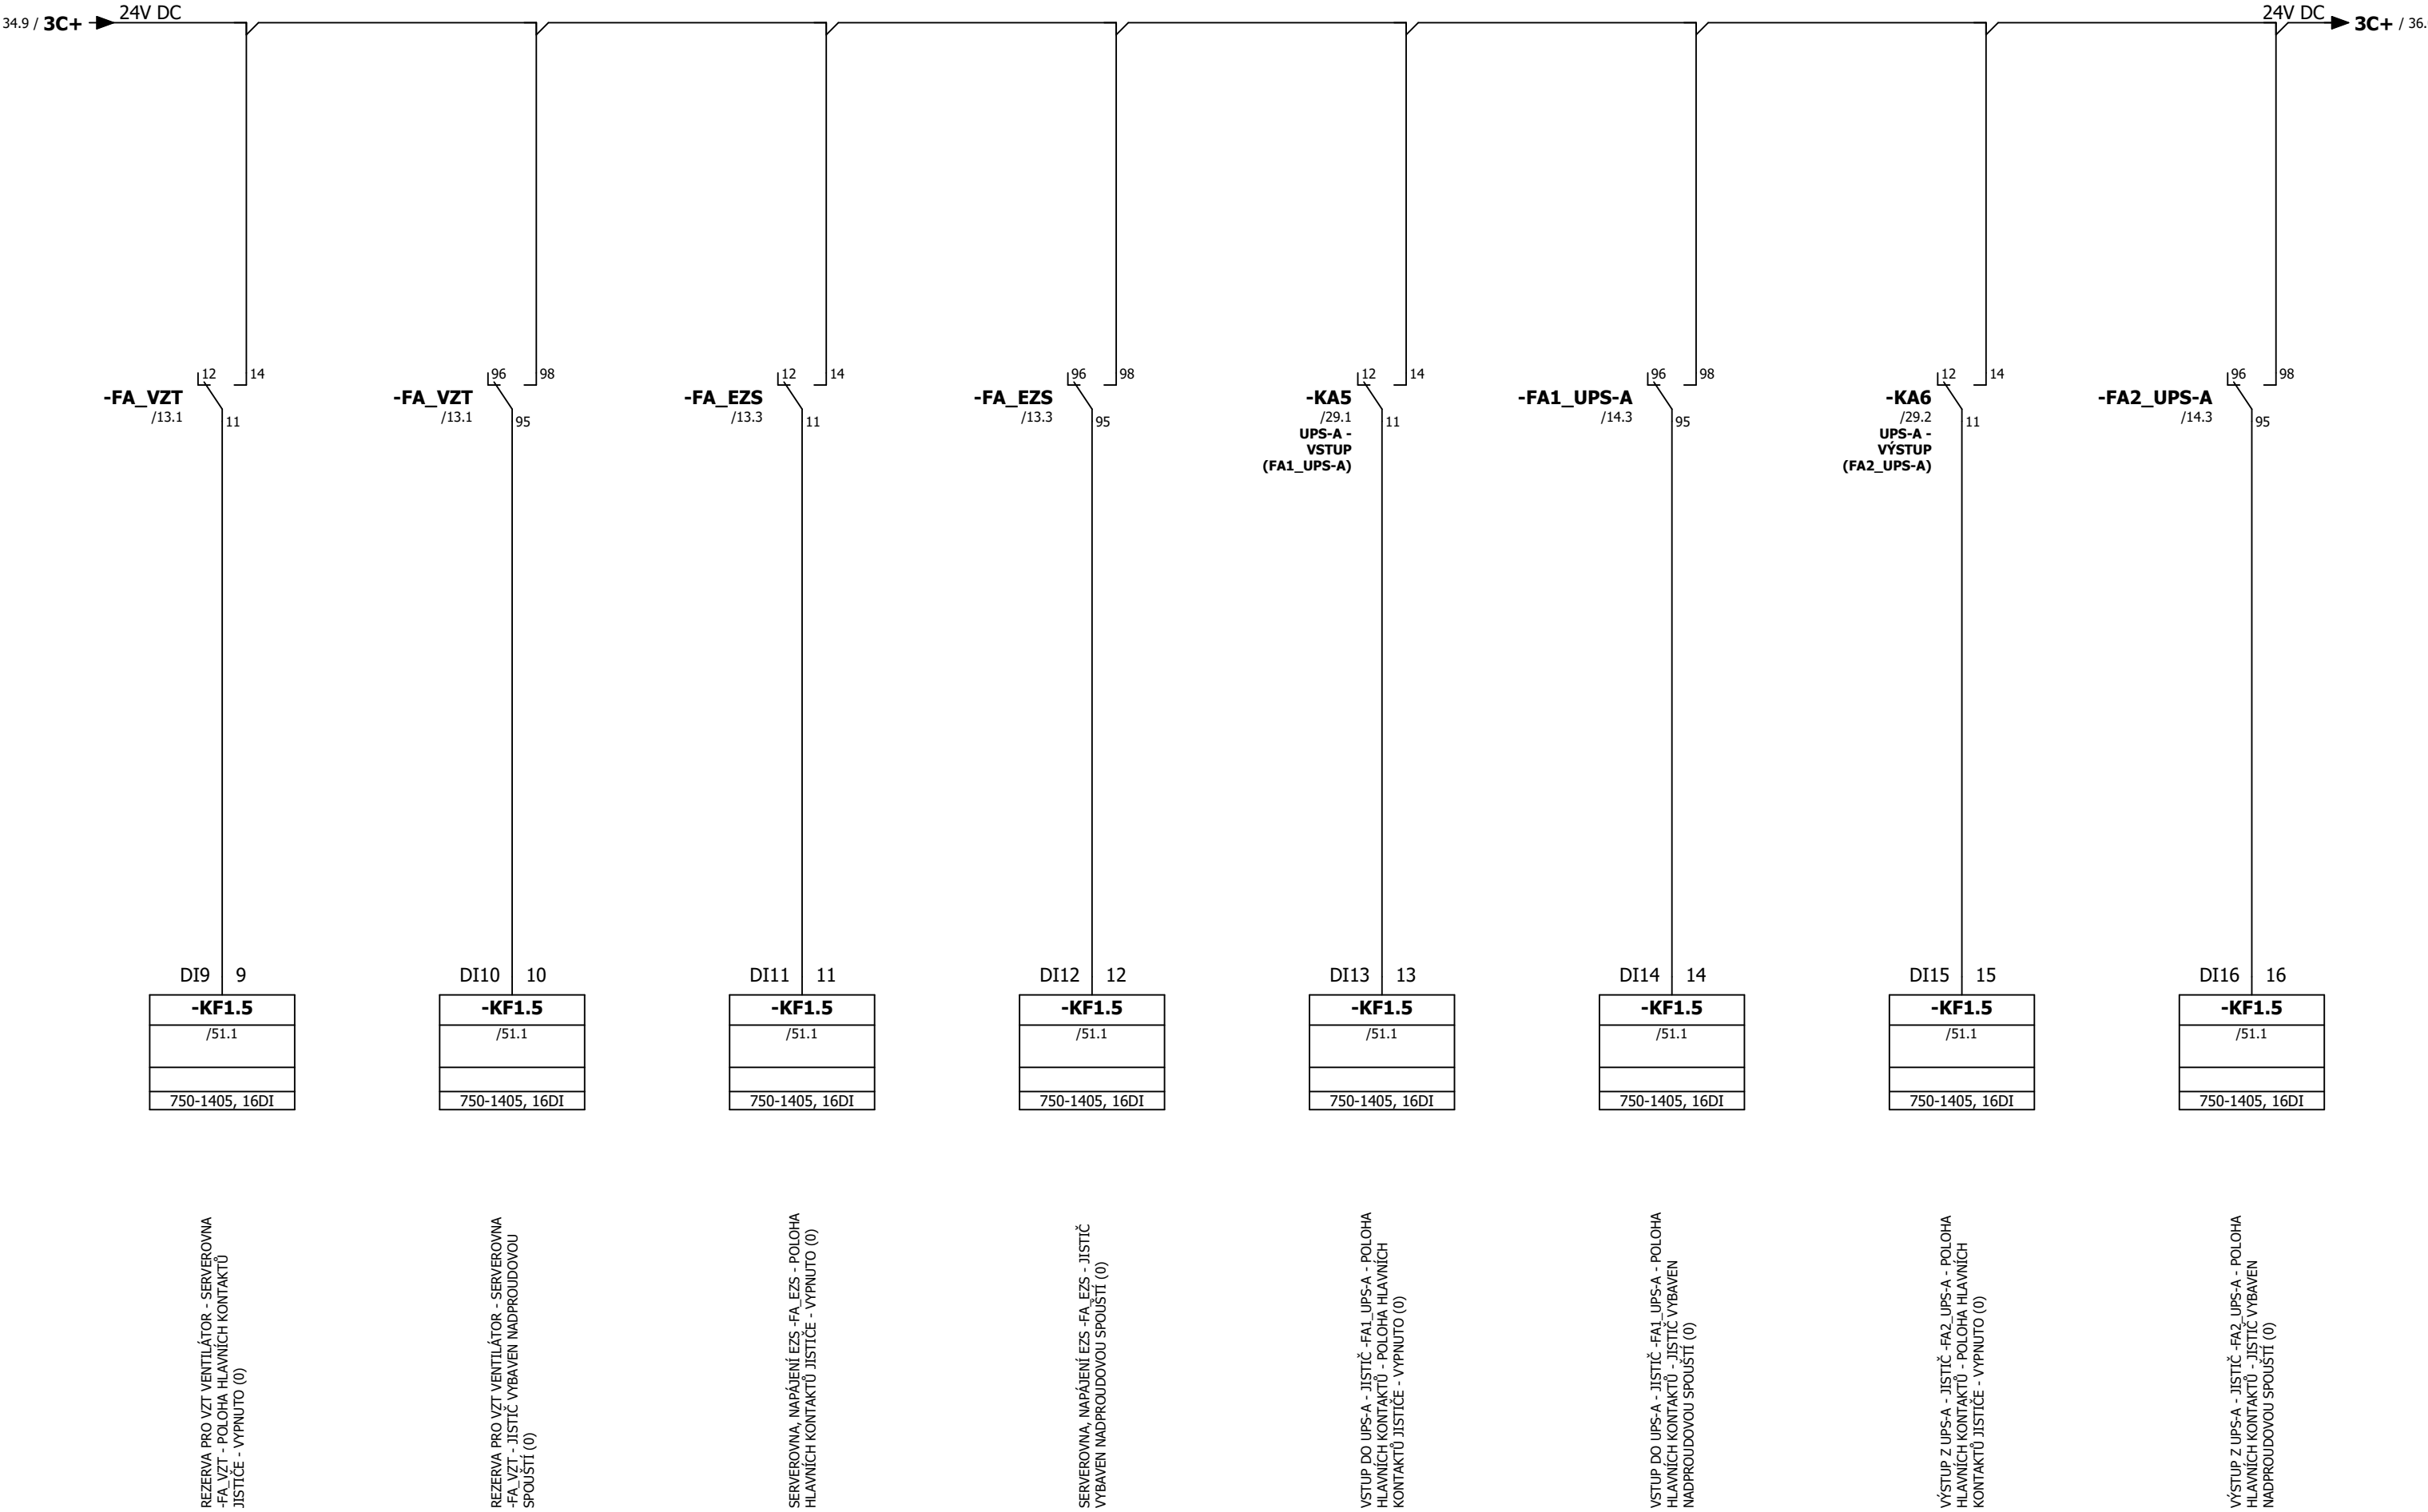 34.9 / 3C+
24V DC
24V DC
3C+ / 36.
12 14
-FA_VZT
/13.1
11
96 98
-FA_VZT
/13.1
95
12 14
-FA_EZS
/13.3
11
96 98
-FA_EZS
/13.3
95
12 14
-KA5
/29.1
11
UPS-A -
VSTUP
(FA1_UPS-A)
96 98
-FA1_UPS-A
/14.3
95
12 14
-KA6
/29.2
11
UPS-A -
VÝSTUP
(FA2_UPS-A)
96 98
-FA2_UPS-A
/14.3
95
DI9 9
-KF1.5
/51.1
750-1405, 16DI
DI10 10
-KF1.5
/51.1
750-1405, 16DI
DI11 11
-KF1.5
/51.1
750-1405, 16DI
DI12 12
-KF1.5
/51.1
750-1405, 16DI
DI13 13
-KF1.5
/51.1
750-1405, 16DI
DI14 14
-KF1.5
/51.1
750-1405, 16DI
DI15 15
-KF1.5
/51.1
750-1405, 16DI
DI16 16
-KF1.5
/51.1
750-1405, 16DI
REZERVA PRO VZT VENTILÁTOR - SERVEROVNA
-FA_VZT - POLOHA HLAVNÍCH KONTAKTŮ
JISTIČE - VYPNUTO (0)
REZERVA PRO VZT VENTILÁTOR - SERVEROVNA
-FA_VZT - JISTIČ VYBAVEN NADPROUDOVOU
SPOUŠTÍ (0)
SERVEROVNA, NAPÁJENÍ EZS -FA_EZS - POLOHA
HLAVNÍCH KONTAKTŮ JISTIČE - VYPNUTO (0)
SERVEROVNA, NAPÁJENÍ EZS -FA_EZS - JISTIČ
VYBAVEN NADPROUDOVOU SPOUŠTÍ (0)
VSTUP DO UPS-A - JISTIČ -FA1_UPS-A - POLOHA
HLAVNÍCH KONTAKTŮ - POLOHA HLAVNÍCH
KONTAKTŮ JISTIČE - VYPNUTO (0)
VSTUP DO UPS-A - JISTIČ -FA1_UPS-A - POLOHA
HLAVNÍCH KONTAKTŮ - JISTIČ VYBAVEN
NADPROUDOVOU SPOUŠTÍ (0)
VÝSTUP Z UPS-A - JISTIČ -FA2_UPS-A - POLOHA
HLAVNÍCH KONTAKTŮ - POLOHA HLAVNÍCH
KONTAKTŮ JISTIČE - VYPNUTO (0)
VÝSTUP Z UPS-A - JISTIČ -FA2_UPS-A - POLOHA
HLAVNÍCH KONTAKTŮ - JISTIČ VYBAVEN
NADPROUDOVOU SPOUŠTÍ (0)